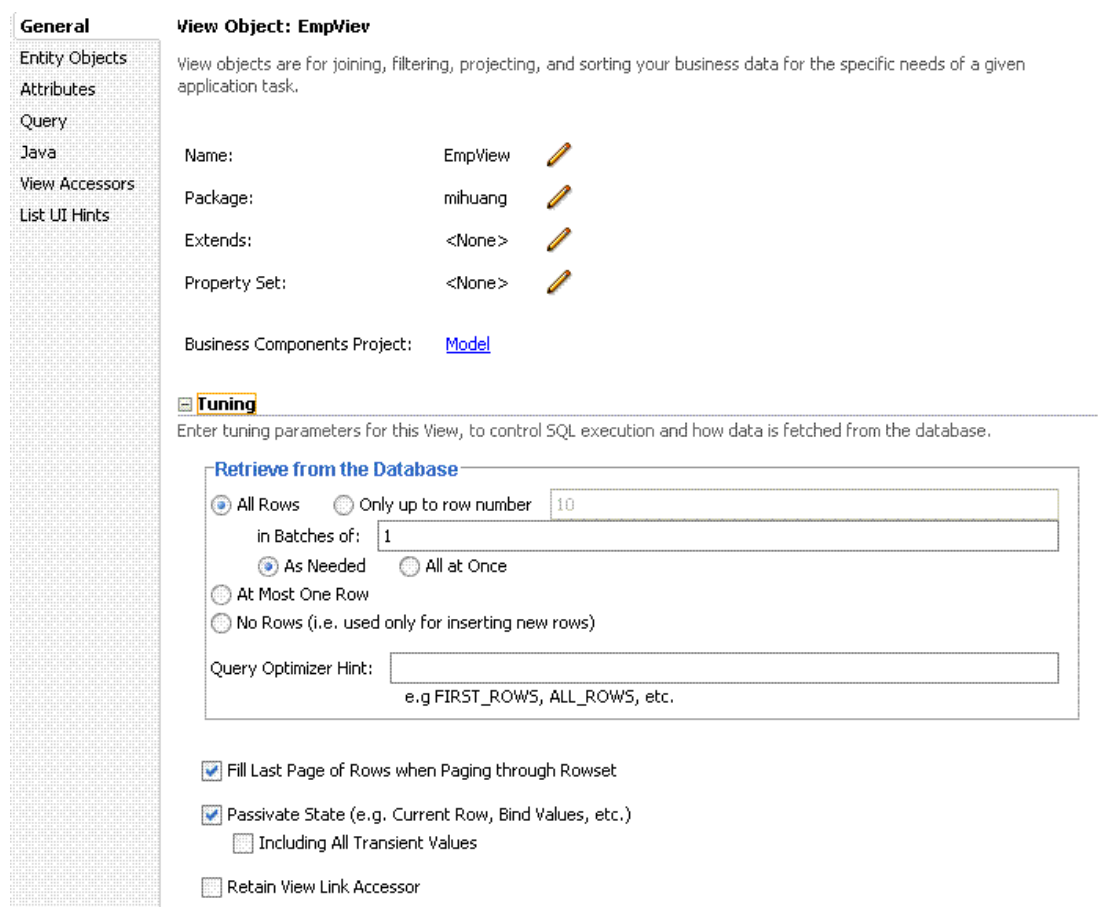 General
Entity Objects
Attributes
Query
Java
View Accessors
List UI Hints
View Object: EmpView
View objects are for joining, filtering, projecting, and sorting your business data for the specific needs of a given
application task.
Name: EmpView
Package: mihuang
Extends: <None>
Property Set: <None>
Business Components Project: Model
Tuning
Enter tuning parameters for this View, to control SQL execution and how data is fetched from the database.
Retrieve from the Database
All Rows Only up to row number 10
in Batches of: 1
As Needed All at Once
At Most One Row
No Rows (i.e. used only for inserting new rows)
Query Optimizer Hint:
e.g FIRST_ROWS, ALL_ROWS, etc.
Fill Last Page of Rows when Paging through Rowset
Passivate State (e.g. Current Row, Bind Values, etc.)
Including All Transient Values
Retain View Link Accessor